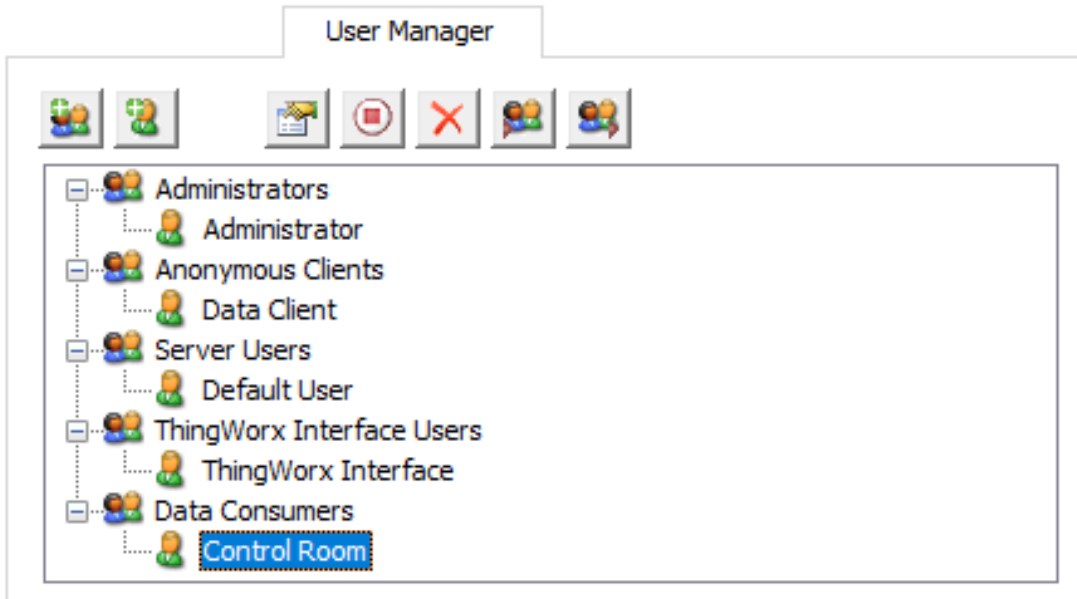 User Manager
Administrators
Administrator
Anonymous Clients
Data Client
Server Users
Default User
ThingWorx Interface Users
ThingWorx Interface
Data Consumers
Control Room